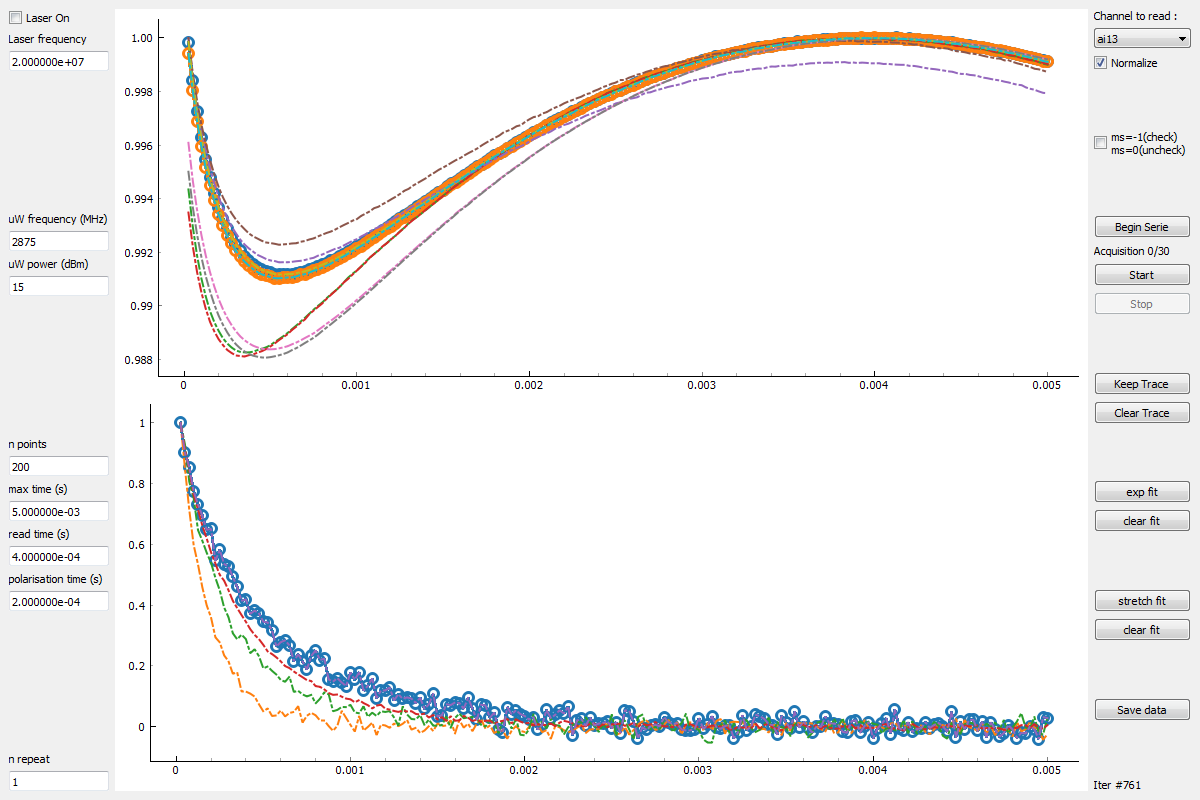 Laser On
Laser frequency
2.000000e+07
uW frequency (MHz)
2875
uW power (dBm)
15
n points
200
max time (s)
5.000000e-03
read time (s)
4.000000e-04
polarisation time (s)
2.000000e-04
n repeat
1
1.00
0.998
0.996
0.994
0.992
0.99
0.988
0
0.001
0.002
0.003
0.004
0.005
1
0.8
0.6
0.4
0.2
0
0
0.001
0.002
0.003
0.004
0.005
Channel to read :
ai13
Normalize
ms=-1(check)
ms=0(uncheck)
Begin Serie
Acquisition 0/30
Start
Stop
Keep Trace
Clear Trace
exp fit
clear fit
stretch fit
clear fit
Save data
Iter #761